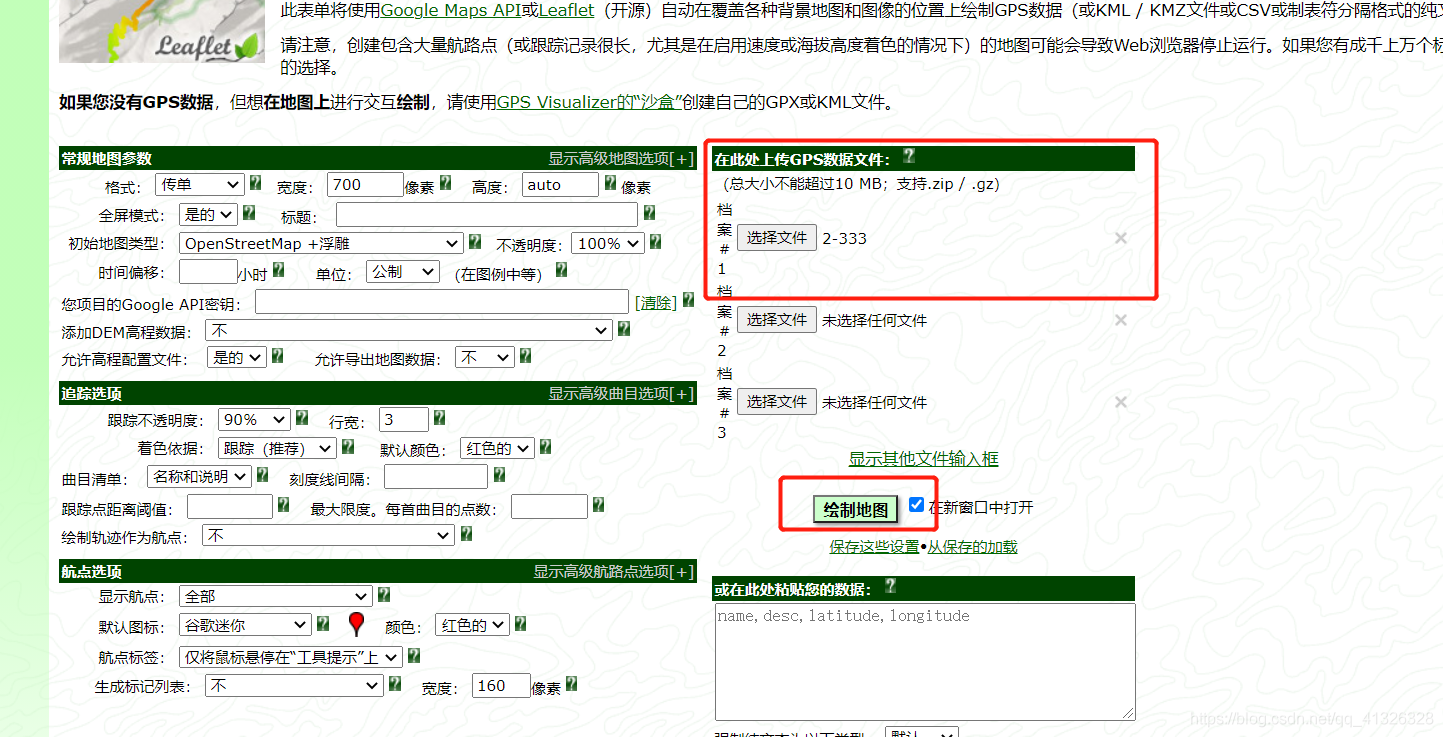 此表单将使用Google Maps API或Leaflet（开源）自动在覆盖各种背景地图和图像的位置上绘制GPS数据（或KML / KMZ文件或CSV或制表符分隔格式的纯
Leaflet
请注意，创建包含大量航路点（或跟踪记录很长，尤其是在启用速度或海拔高度着色的情况下）的地图可能会导致Web浏览器停止运行。如果您有成千上万个标
的选择。
如果您没有GPS数据，但想在地图上进行交互绘制，请使用GPS Visualizer的“沙盒”创建自己的GPX或KML文件。
常规地图参数 显示高级地图选项[+]
格式： 传单 宽度： 700 像素 高度： auto 像素
全屏模式： 是的 标题：
初始地图类型： OpenStreetMap +浮雕 不透明度： 100%
时间偏移： 小时 单位： 公制 （在图例中等）
您项目的Google API密钥： [清除]
添加DEM高程数据： 不
允许高程配置文件： 是的 允许导出地图数据： 不
追踪选项 显示高级曲目选项[+]
跟踪不透明度： 90% 行宽： 3
着色依据： 跟踪（推荐） 默认颜色： 红色的
曲目清单： 名称和说明 刻度线间隔：
跟踪点距离阈值： 最大限度。每首曲目的点数：
绘制轨迹作为航点： 不
航点选项 显示高级航路点选项[+]
显示航点： 全部
默认图标： 谷歌迷你 颜色： 红色的
航点标签： 仅将鼠标悬停在“工具提示”上
生成标记列表： 不 宽度： 160 像素
在此处上传GPS数据文件：
（总大小不能超过10 MB；支持.zip / .gz）
档案#1 选择文件 2-333 ×
档案#2 选择文件 未选择任何文件 ×
档案#3 选择文件 未选择任何文件 ×
显示其他文件输入框
绘制地图 在新窗口中打开
保存这些设置•从保存的加载
或在此处粘贴您的数据：
name,desc,latitude,longitude
https://blog.csdn.net/qq_41326328